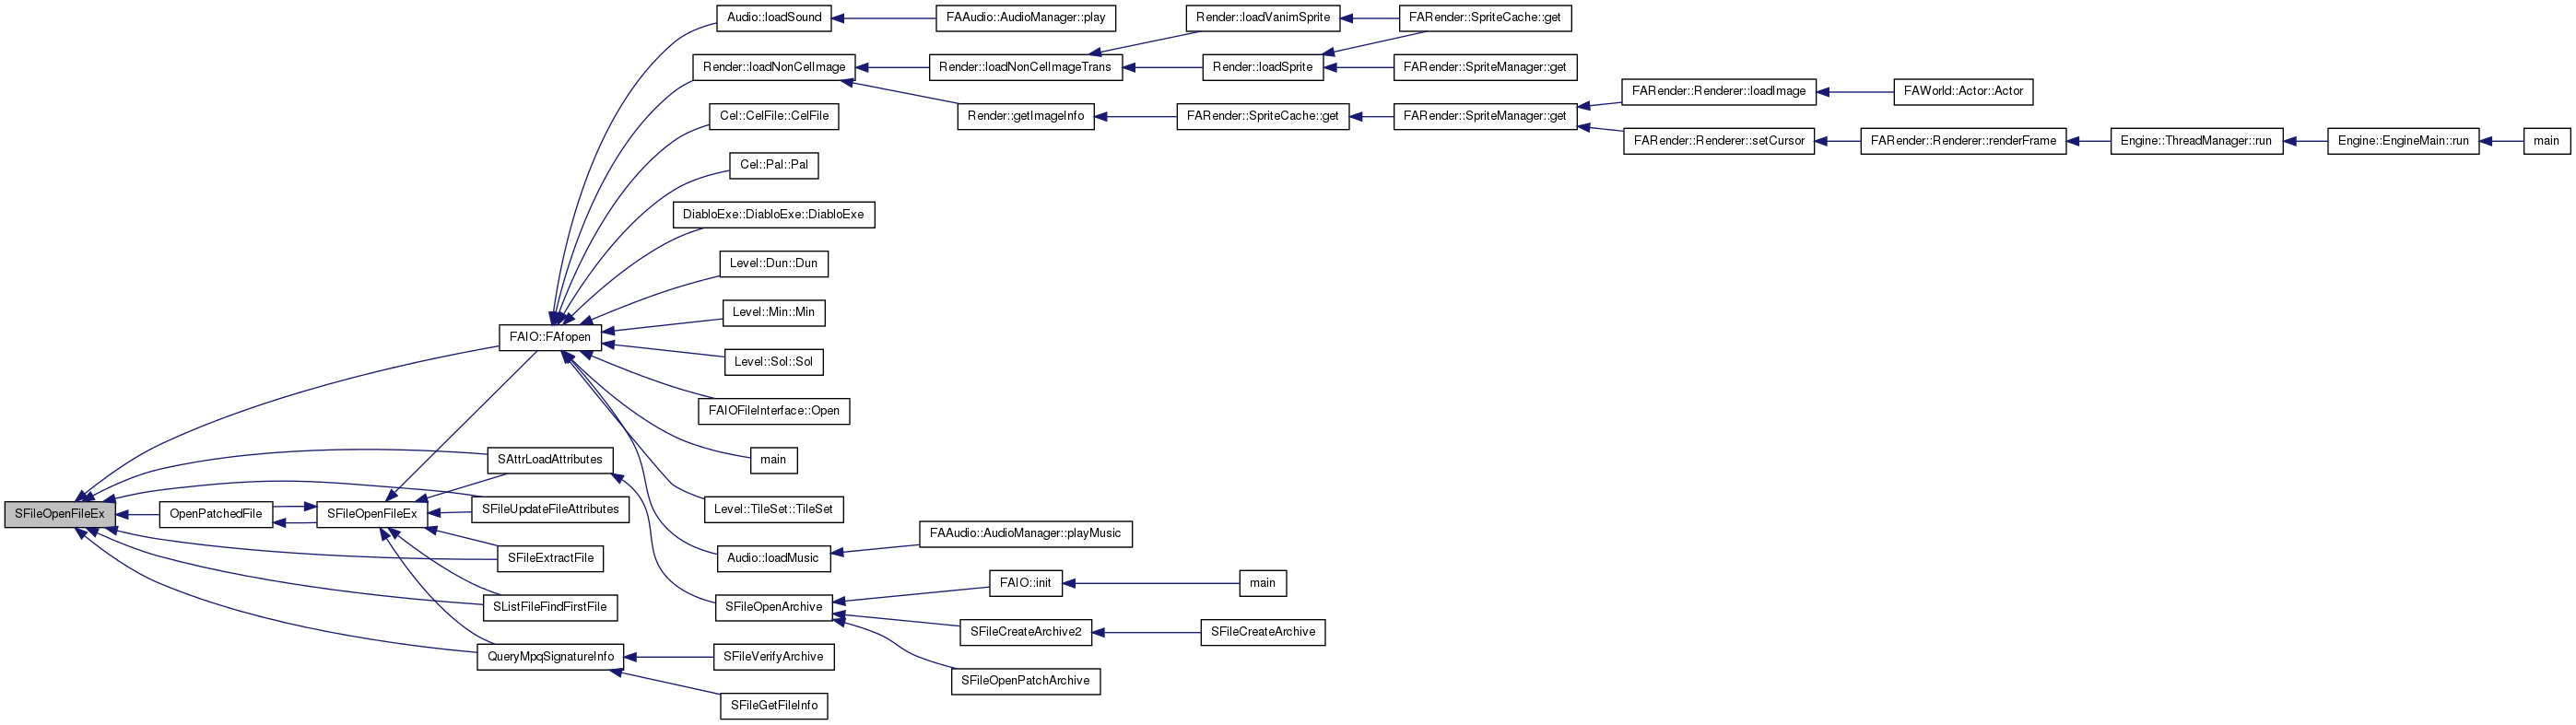 Audio::loadSound
FAAudio::AudioManager::play
Render::loadVanimSprite
FARender::SpriteCache::get
Render::loadNonCelImage
Render::loadNonCelImageTrans
Render::loadSprite
FARender::SpriteManager::get
FARender::Renderer::loadImage
FAWorld::Actor::Actor
Cel::CelFile::CelFile
Render::getImageInfo
FARender::SpriteCache::get
FARender::SpriteManager::get
FARender::Renderer::setCursor
FARender::Renderer::renderFrame
Engine::ThreadManager::run
Engine::EngineMain::run
main
Cel::Pal::Pal
DiabloExe::DiabloExe::DiabloExe
Level::Dun::Dun
Level::Min::Min
FAIO::FAfopen
Level::Sol::Sol
FAIOFileInterface::Open
SAttrLoadAttributes
main
SFileOpenFileEx
OpenPatchedFile
SFileOpenFileEx
SFileUpdateFileAttributes
Level::TileSet::TileSet
FAAudio::AudioManager::playMusic
SFileExtractFile
Audio::loadMusic
FAIO::init
main
SListFileFindFirstFile
SFileOpenArchive
SFileCreateArchive2
SFileCreateArchive
QueryMpqSignatureInfo
SFileVerifyArchive
SFileOpenPatchArchive
SFileGetFileInfo